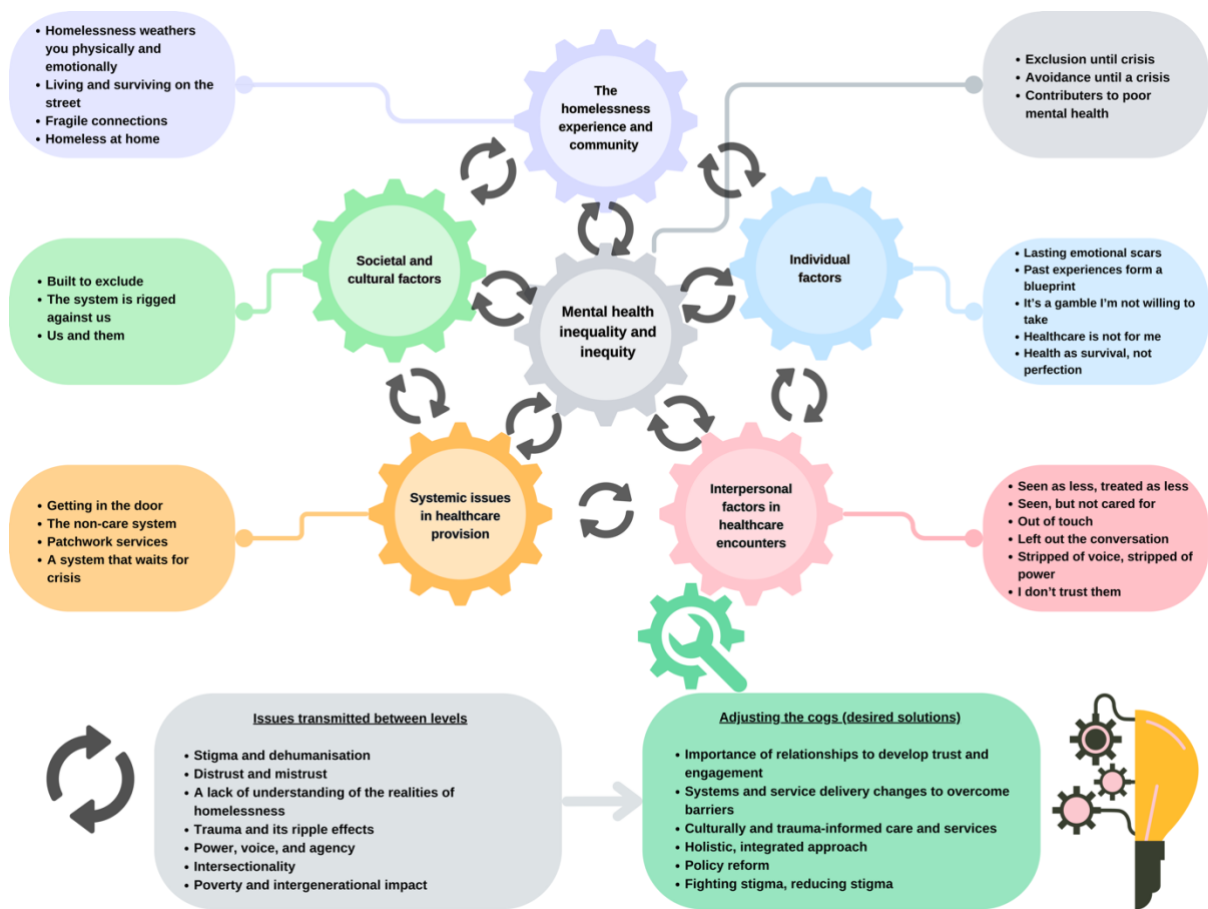 • Homelessness weathers
you physically and
emotionally
• Living and surviving on the
street
• Fragile connections
• Homeless at home
The
homelessness
experience and
community
• Exclusion until crisis
• Avoidance until a crisis
• Contributers to poor
mental health
Societal and
cultural factors
Individual
factors
• Built to exclude
• The system is rigged
against us
• Us and them
Mental health
inequality and
inequity
• Lasting emotional scars
• Past experiences form a
blueprint
• It's a gamble I'm not willing to
take
• Healthcare is not for me
• Health as survival, not
perfection
• Getting in the door
• The non-care system
• Patchwork services
• A system that waits for
crisis
Systemic issues
in healthcare
provision
Interpersonal
factors in
healthcare
encounters
• Seen as less, treated as less
• Seen, but not cared for
• Out of touch
• Left out the conversation
• Stripped of voice, stripped of
power
• I don't trust them
Issues transmitted between levels
• Stigma and dehumanisation
• Distrust and mistrust
• A lack of understanding of the realities of
homelessness
• Trauma and its ripple effects
• Power, voice, and agency
• Intersectionality
• Poverty and intergenerational impact
Adjusting the cogs (desired solutions)
• Importance of relationships to develop trust and
engagement
• Systems and service delivery changes to overcome
barriers
• Culturally and trauma-informed care and services
• Holistic, integrated approach
• Policy reform
• Fighting stigma, reducing stigma